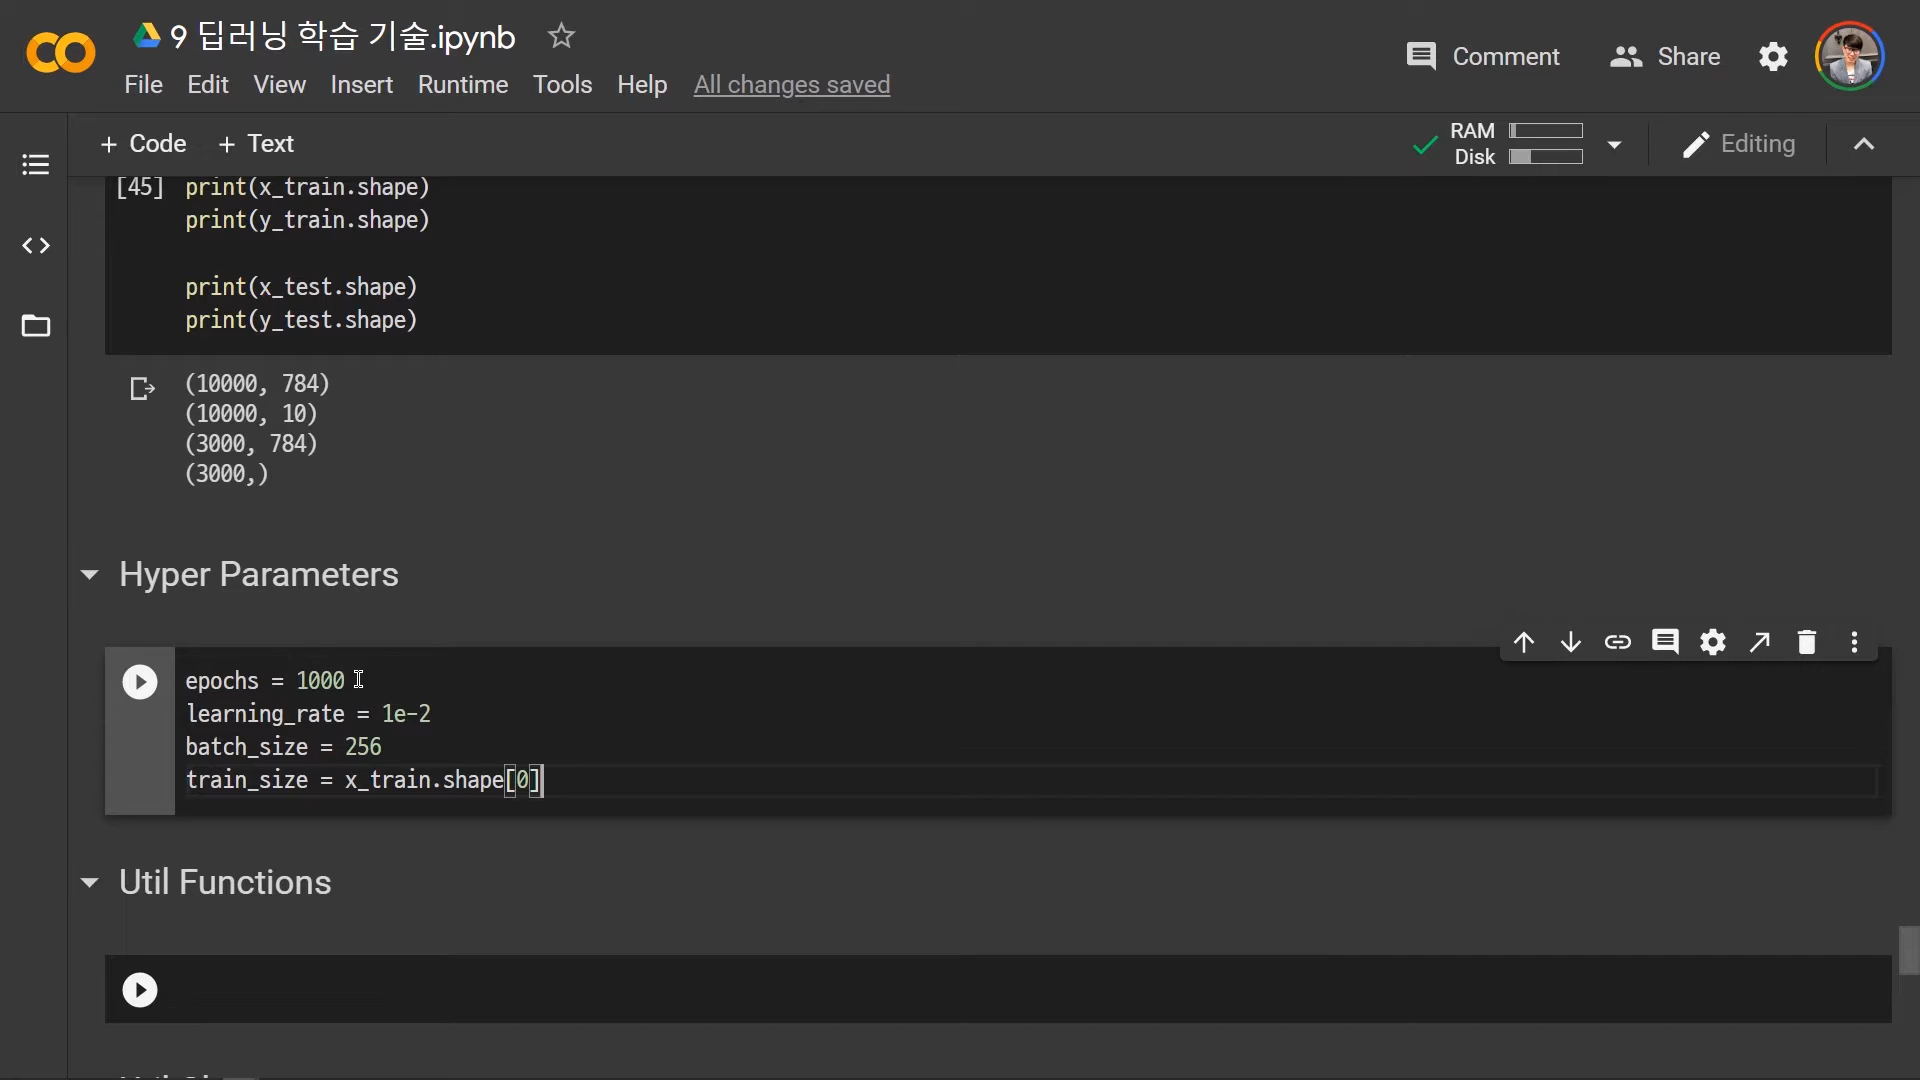 9 딥러닝 학습 기술.ipynb
Comment
Share
File Edit View Insert Runtime Tools Help All changes saved
+ Code + Text
RAM
Disk
Editing
[45] print(x_train.shape)
print(y_train.shape)
print(x_test.shape)
print(y_test.shape)
(10000, 784)
(10000, 10)
(3000, 784)
(3000,)
Hyper Parameters
epochs = 1000
learning_rate = 1e-2
batch_size = 256
train_size = x_train.shape[0]
Util Functions